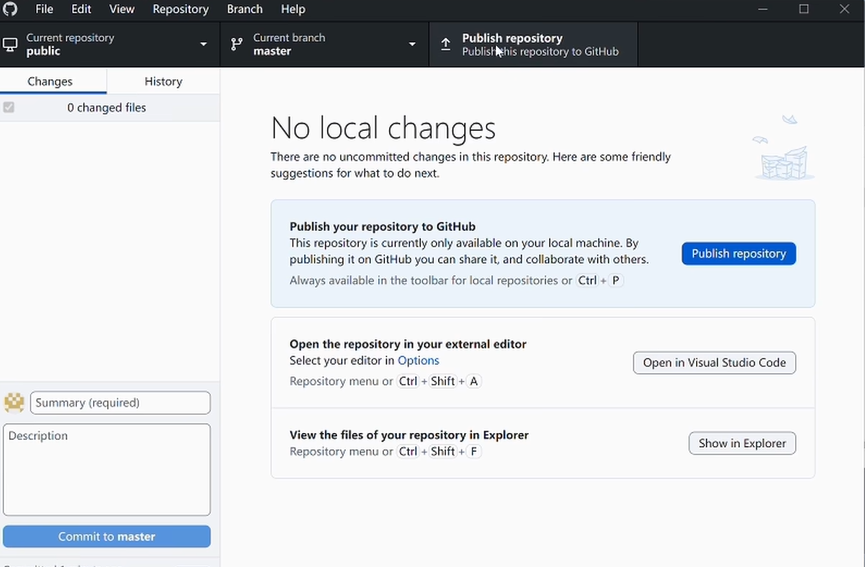 File Edit View Repository Branch Help
Current repository
public
Current branch
master
Publish repository
Publish this repository to GitHub
Changes History
0 changed files
No local changes
There are no uncommitted changes in this repository. Here are some friendly
suggestions for what to do next.
Publish your repository to GitHub
This repository is currently only available on your local machine. By
publishing it on GitHub you can share it, and collaborate with others.
Always available in the toolbar for local repositories or Ctrl + P
Publish repository
Open the repository in your external editor
Select your editor in Options
Repository menu or Ctrl + Shift + A
Open in Visual Studio Code
View the files of your repository in Explorer
Repository menu or Ctrl + Shift + F
Show in Explorer
Summary (required)
Description
Commit to master